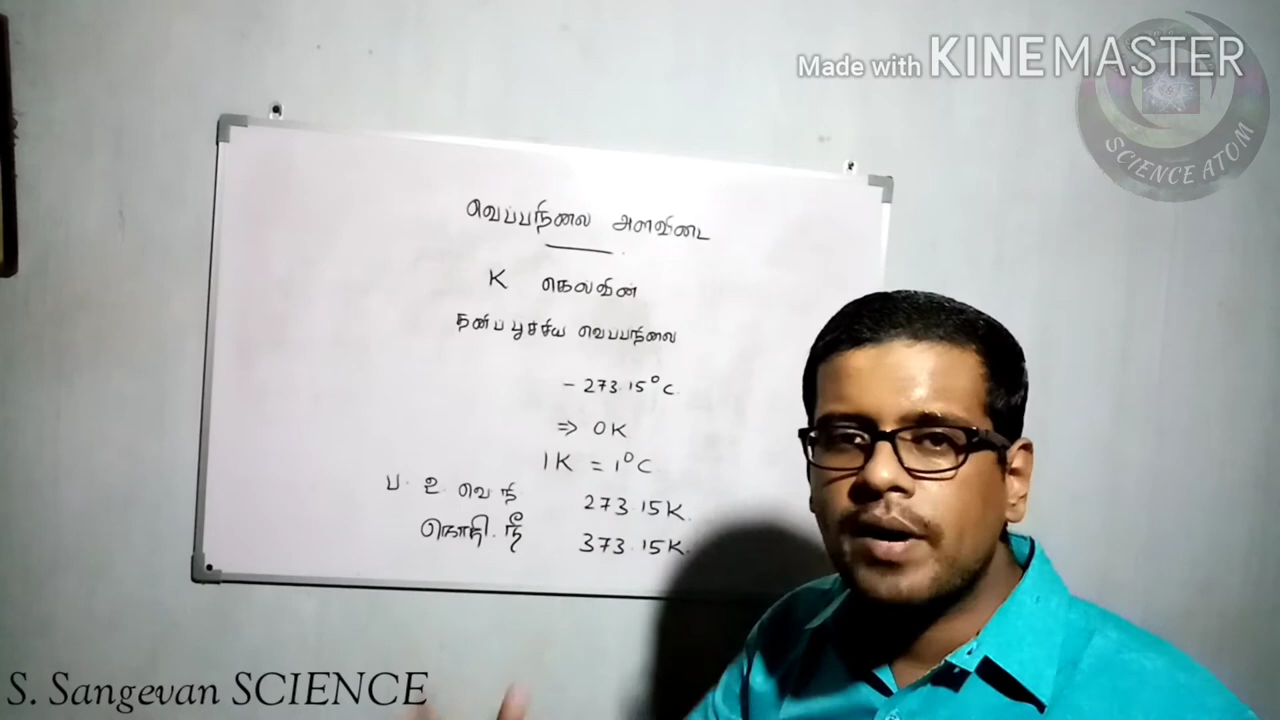 Made with KINEMASTER
SCIENCE ATOM
வெப்பநிலை அளவிடை
K கெல்வின்
தனிப்பூச்சிய வெப்பநிலை
- 273.15°C.
⇒ 0K
1K = 1°C
ப. உ. வெ. நி 273.15K.
கொதி. நீ 373.15K.
S. Sangevan SCIENCE